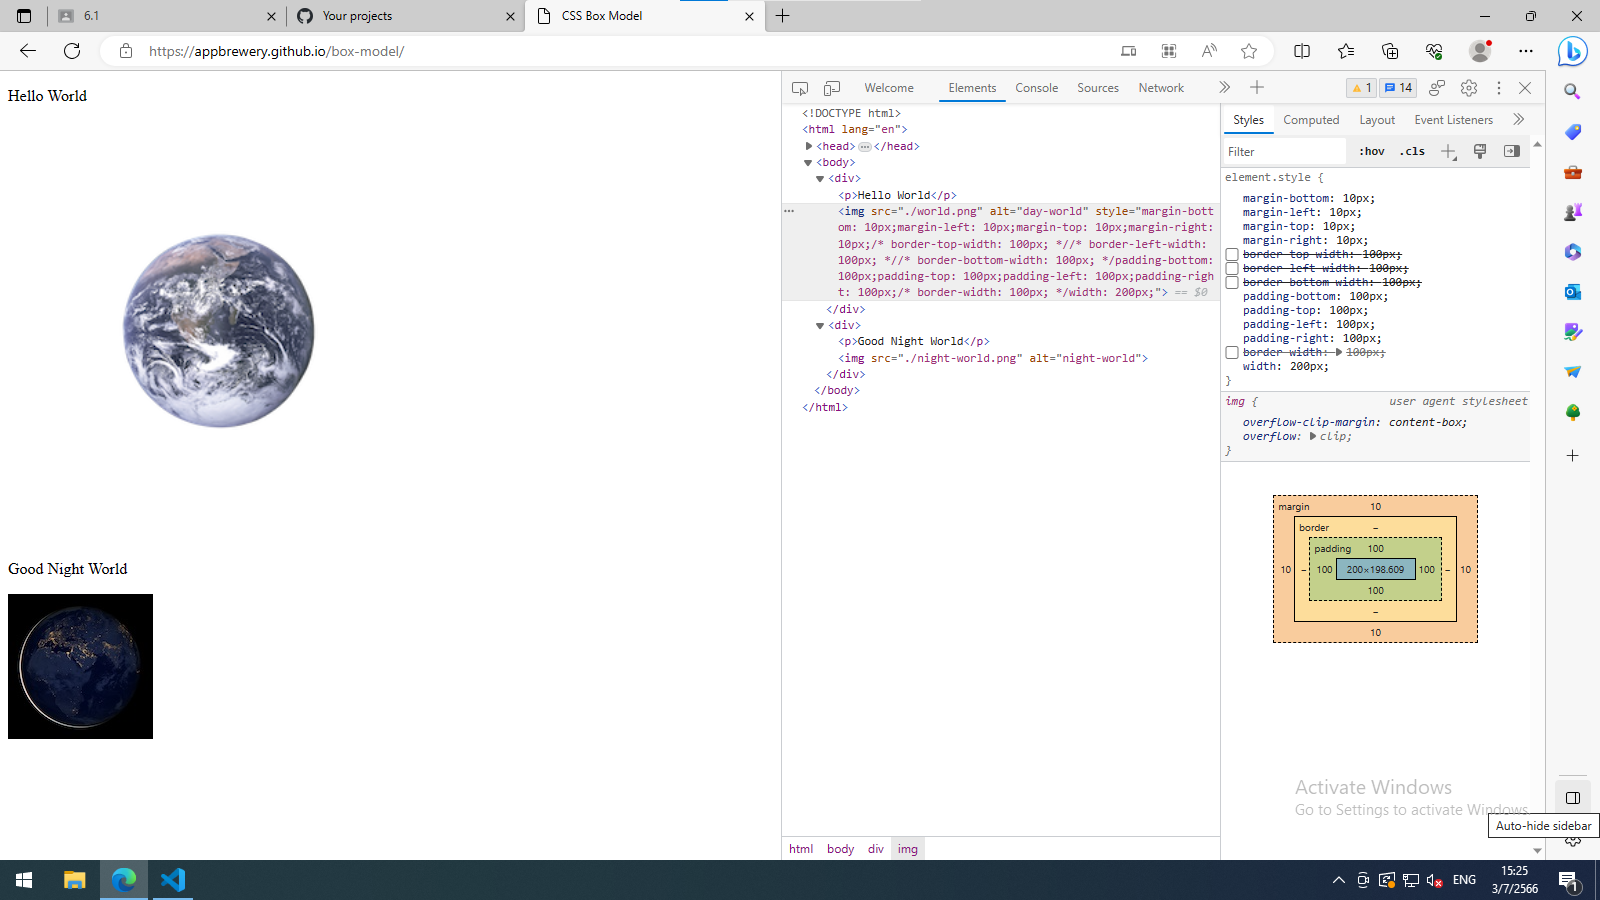 6.1
Your projects
CSS Box Model
https://appbrewery.github.io/box-model/
Hello World
Good Night World
Welcome
Elements
Console
Sources
Network
1
14
<!DOCTYPE html>
<html lang="en">
<head>…</head>
<body>
<div>
<p>Hello World</p>
<img src="./world.png" alt="day-world" style="margin-bott
om: 10px;margin-left: 10px;margin-top: 10px;margin-right:
10px;/* border-top-width: 100px; *//* border-left-width:
100px; *//* border-bottom-width: 100px; */padding-bottom:
100px;padding-top: 100px;padding-left: 100px;padding-righ
t: 100px;/* border-width: 100px; */width: 200px;"> == $0
</div>
<div>
<p>Good Night World</p>
<img src="./night-world.png" alt="night-world">
</div>
</body>
</html>
html body div img
Styles
Computed
Layout
Event Listeners
Filter
:hov
.cls
element.style {
margin-bottom: 10px;
margin-left: 10px;
margin-top: 10px;
margin-right: 10px;
border-top-width: 100px;
border-left-width: 100px;
border-bottom-width: 100px;
padding-bottom: 100px;
padding-top: 100px;
padding-left: 100px;
padding-right: 100px;
border-width: 100px;
width: 200px;
}
img {
user agent stylesheet
overflow-clip-margin: content-box;
overflow: clip;
}
margin 10
border –
padding 100
10 – 100 200×198.609 100 – 10
100
–
10
Activate Windows
Go to Settings to activate Windows.
Auto-hide sidebar
ENG
15:25
3/7/2566
1